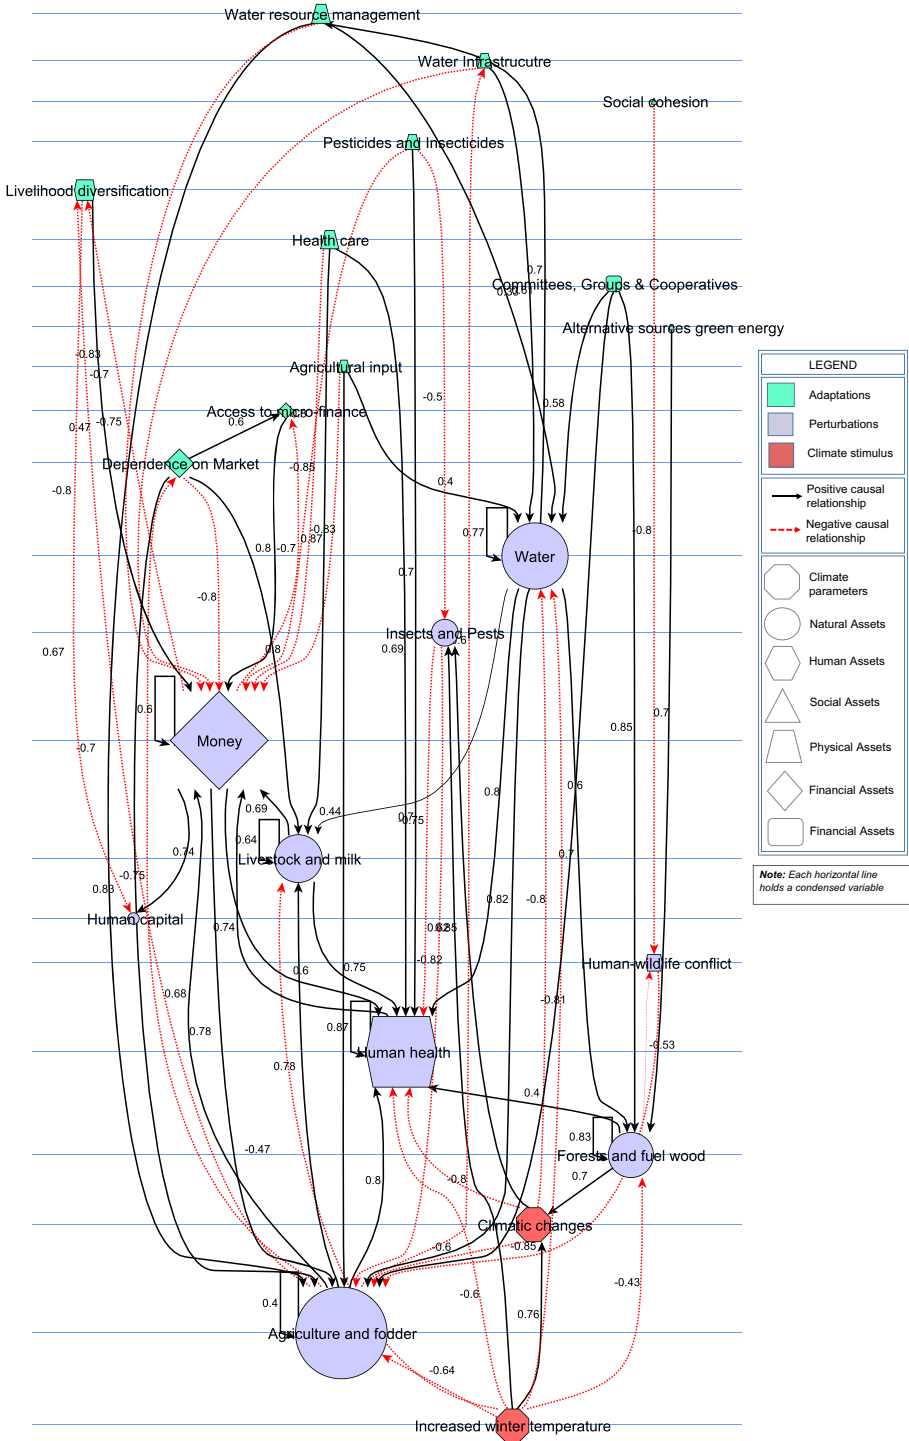 Water resource management
Water Infrastrucutre
Social cohesion
Pesticides and Insecticides
Livelihood diversification
Health care
0.7
Committees, Groups & Cooperatives
Alternative sources green energy
-0.83
-0.7
Agricultural input
-0.5
0.58
Access to micro-finance
0.47
-0.75
0.6
Dependence on Market
-0.85
-0.8
0.4
-0.83
0.77
-0.8
0.87
0.8
-0.7
Water
0.7
-0.8
Insects and Pests
0.67
0.8
0.69
0.6
0.7
-0.7
Money
0.85
0.8
0.6
0.69
0.44
0.74
0.64
0.7
Livestock and milk
-0.75
0.83
0.82
-0.8
Human capital
0.74
0.75
0.6
-0.82
Human-wildlife conflict
0.68
-0.81
0.78
0.87
Human health
-0.53
0.78
0.4
-0.47
0.83
Forests and fuel wood
0.8
-0.8
0.7
Climatic changes
-0.6
-0.85
-0.6
-0.43
0.4
0.76
Agriculture and fodder
-0.64
Increased winter temperature
LEGEND
Adaptations
Perturbations
Climate stimulus
Positive causal
relationship
Negative causal
relationship
Climate
parameters
Natural Assets
Human Assets
Social Assets
Physical Assets
Financial Assets
Financial Assets
Note: Each horizontal line
holds a condensed variable